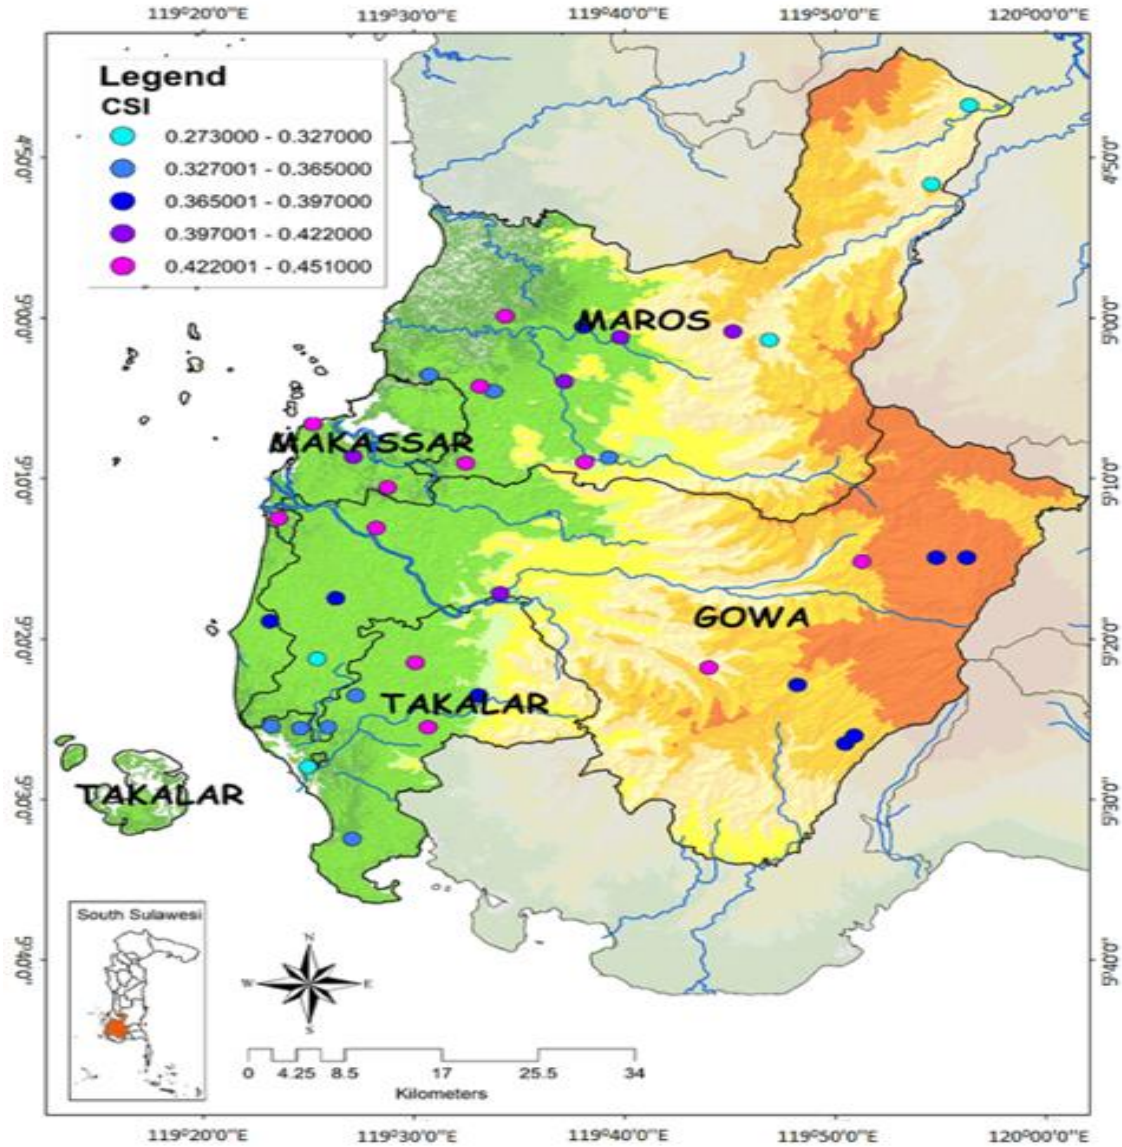 119°20'0"E 119°30'0"E 119°40'0"E 119°50'0"E 120°00'0"E
Legend
CSI
0.273000 - 0.327000
0.327001 - 0.365000
0.365001 - 0.397000
0.397001 - 0.422000
0.422001 - 0.451000
4°50'0" 4°50'0"
5°00'0" 5°00'0"
MAROS
MAKASSAR
5°10'0" 5°10'0"
GOWA
5°20'0" 5°20'0"
TAKALAR
TAKALAR
5°30'0" 5°30'0"
South Sulawesi
N
W E
S
5°40'0" 5°40'0"
0 4.25 8.5 17 25.5 34
Kilometers
119°20'0"E 119°30'0"E 119°40'0"E 119°50'0"E 120°00'0"E